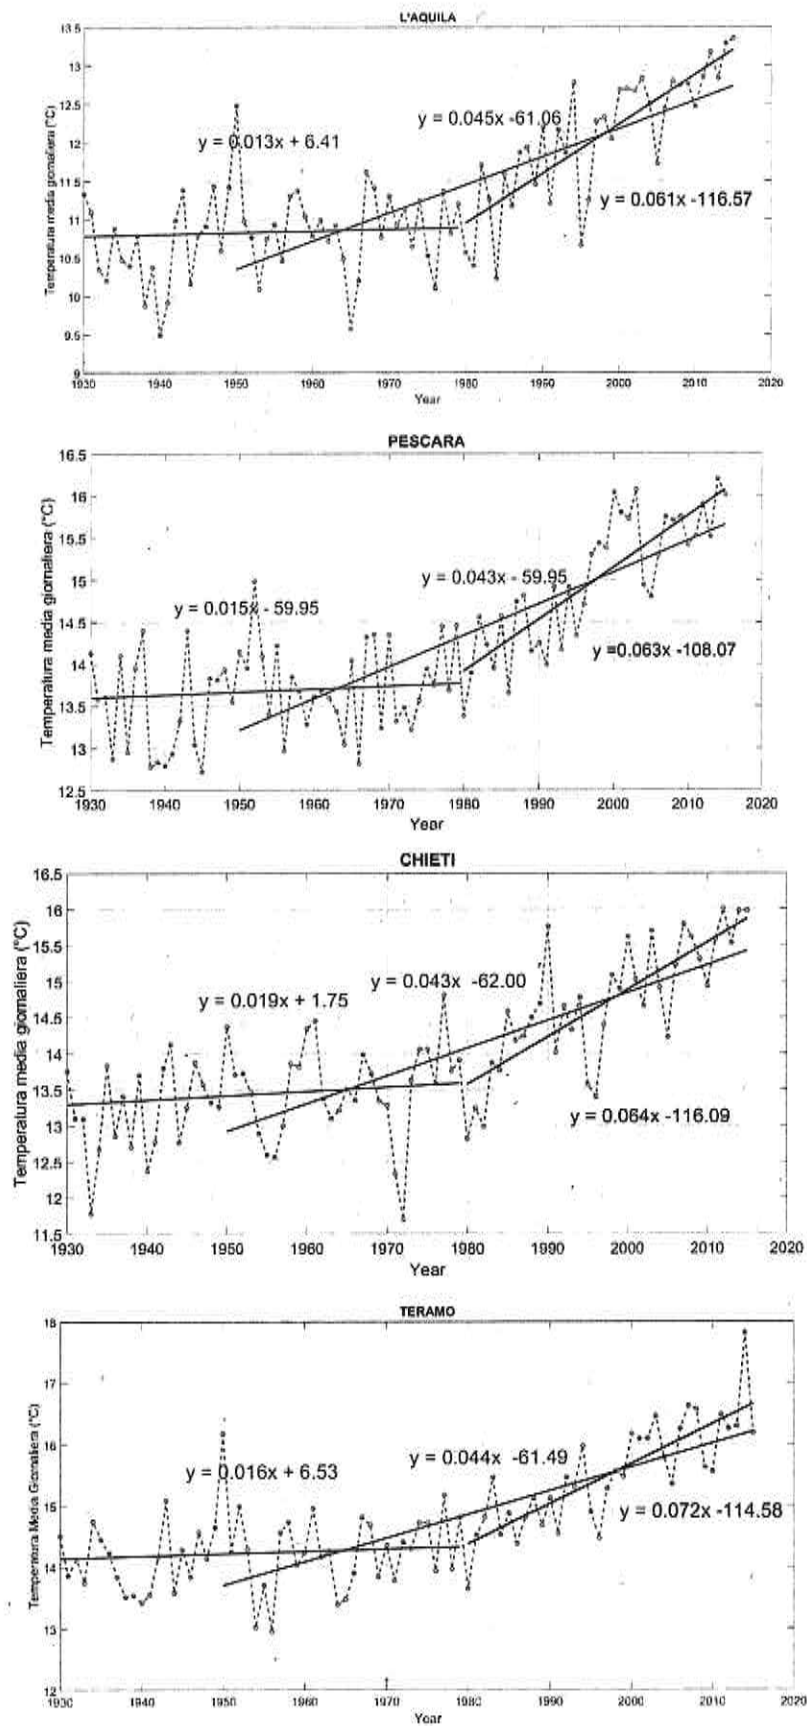 L'AQUILA
Temperatura media giornaliera (°C)
13.5
13
12.5
12
11.5
11
10.5
10
9.5
9
y = 0.013x + 6.41
y = 0.045x -61.06
y = 0.061x -116.57
1930 1940 1950 1960 1970 1980 1990 2000 2010 2020
Year
PESCARA
Temperatura media giornaliera (°C)
16.5
16
15.5
15
14.5
14
13.5
13
12.5
y = 0.015x - 59.95
y = 0.043x - 59.95
y =0.063x -108.07
1930 1940 1950 1960 1970 1980 1990 2000 2010 2020
Year
CHIETI
Temperatura media giornaliera (°C)
16.5
16
15.5
15
14.5
14
13.5
13
12.5
12
11.5
y = 0.019x + 1.75
y = 0.043x -62.00
y = 0.064x -116.09
1930 1940 1950 1960 1970 1980 1990 2000 2010 2020
Year
TERAMO
Temperatura Media Giornaliera (°C)
18
17
16
15
14
13
12
y = 0.016x + 6.53
y = 0.044x -61.49
y = 0.072x -114.58
1930 1940 1950 1960 1970 1980 1990 2000 2010 2020
Year